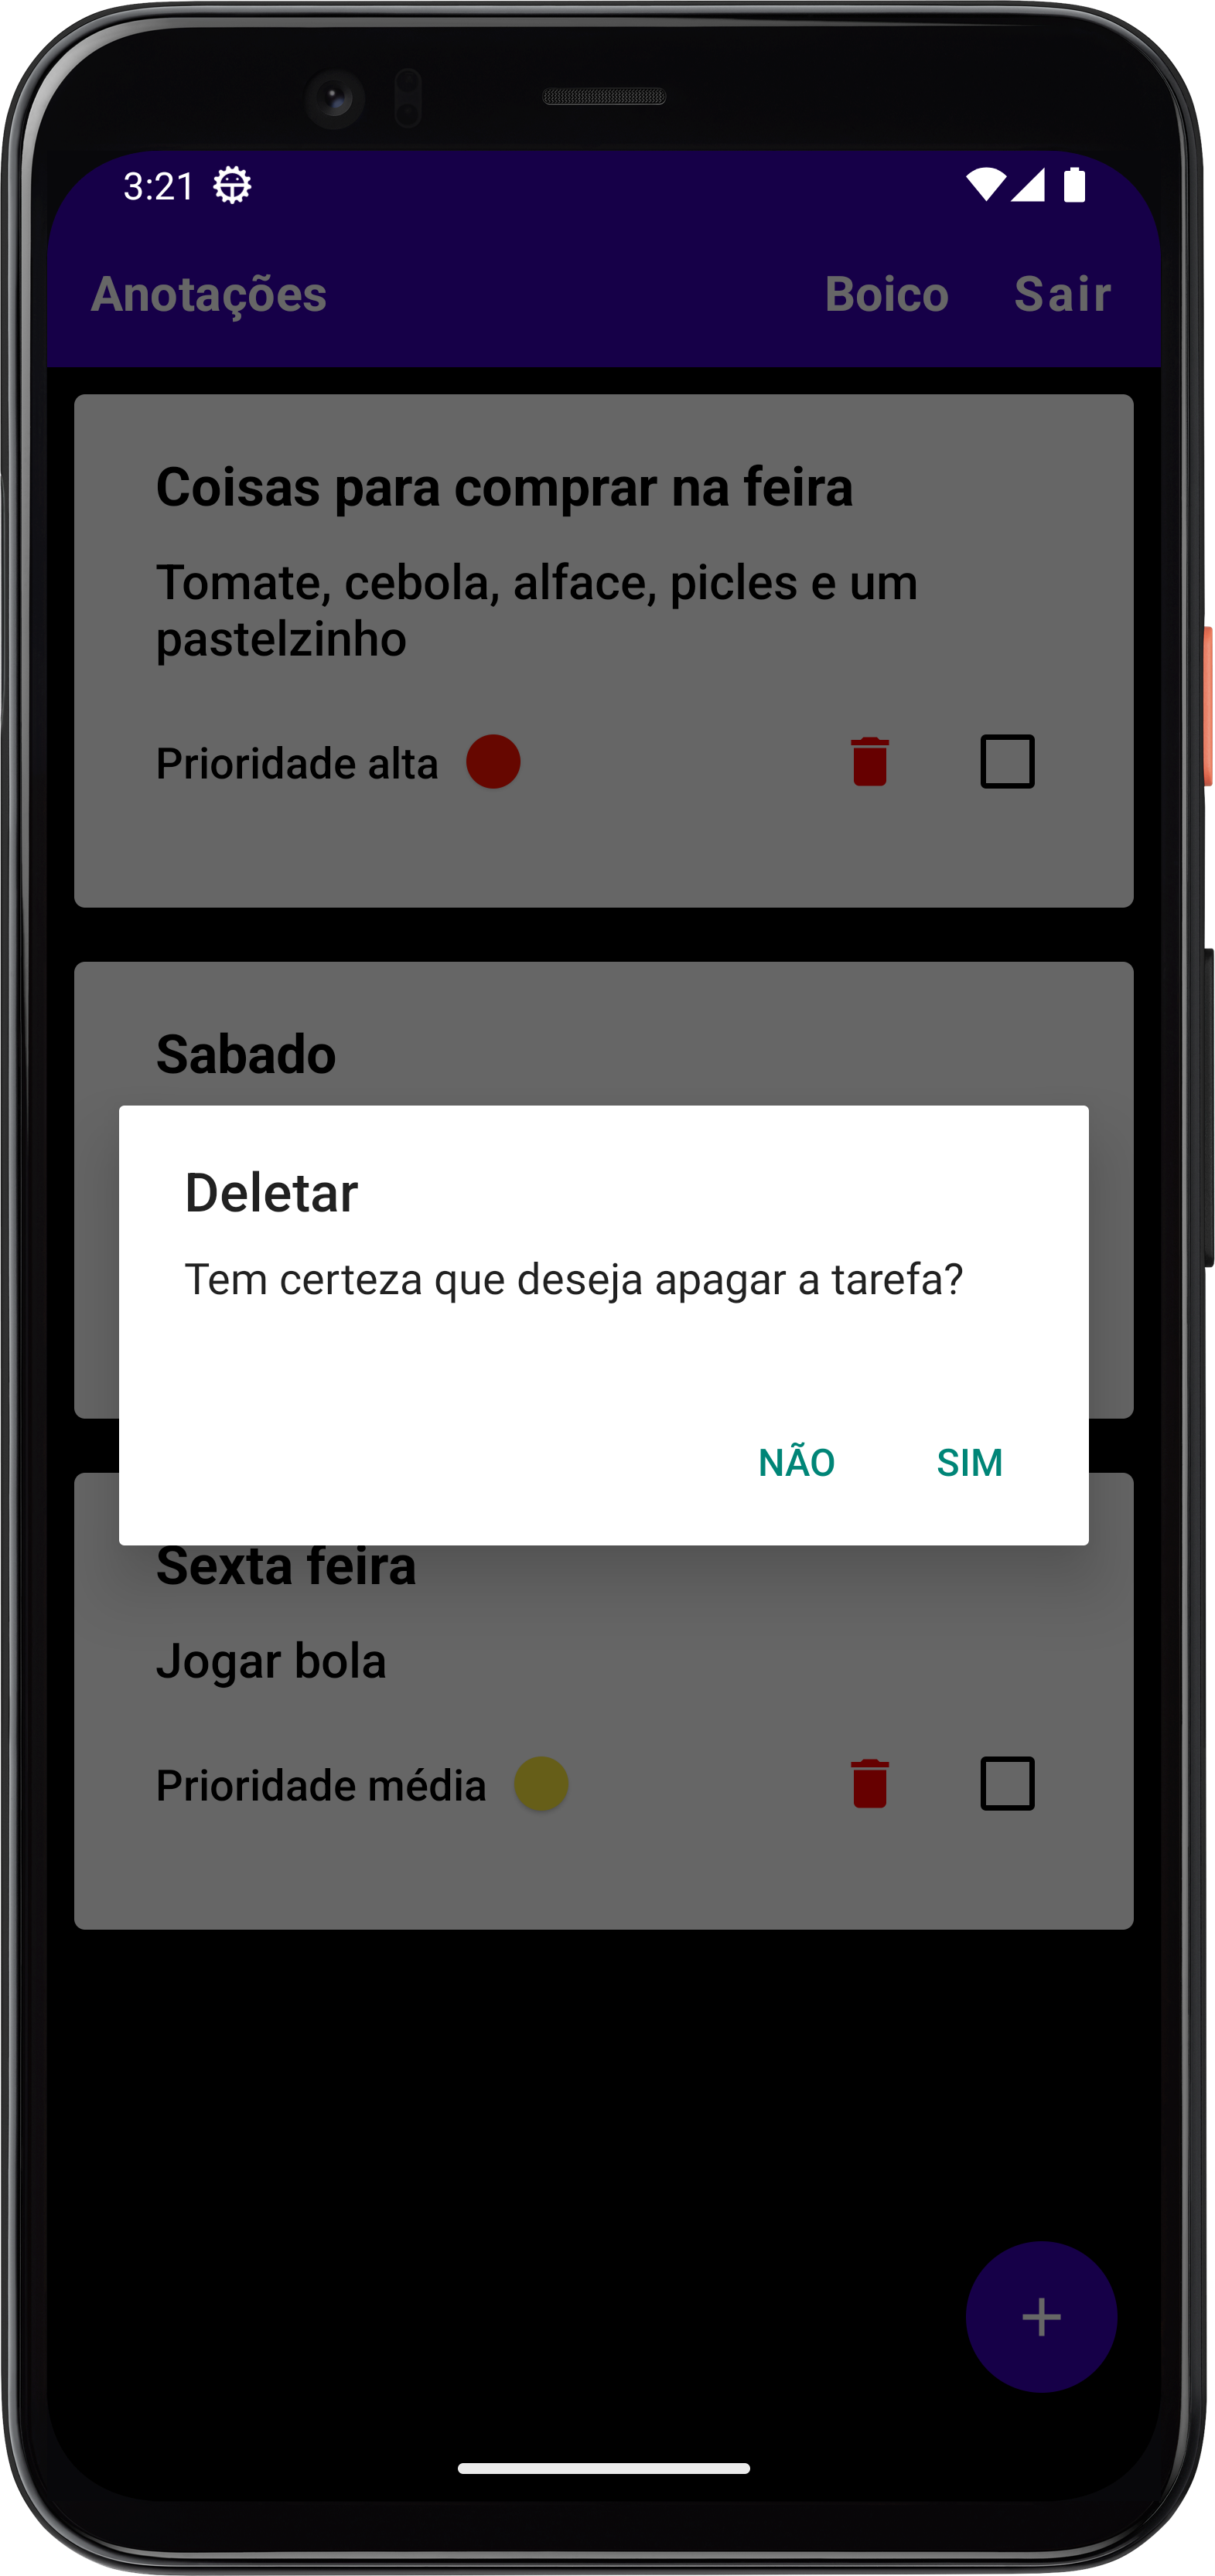 3:21
Anotações Boico Sair
Coisas para comprar na feira
Tomate, cebola, alface, picles e um
pastelzinho
Prioridade alta
Sabado
Deletar
Tem certeza que deseja apagar a tarefa?
NÃO SIM
Sexta feira
Jogar bola
Prioridade média